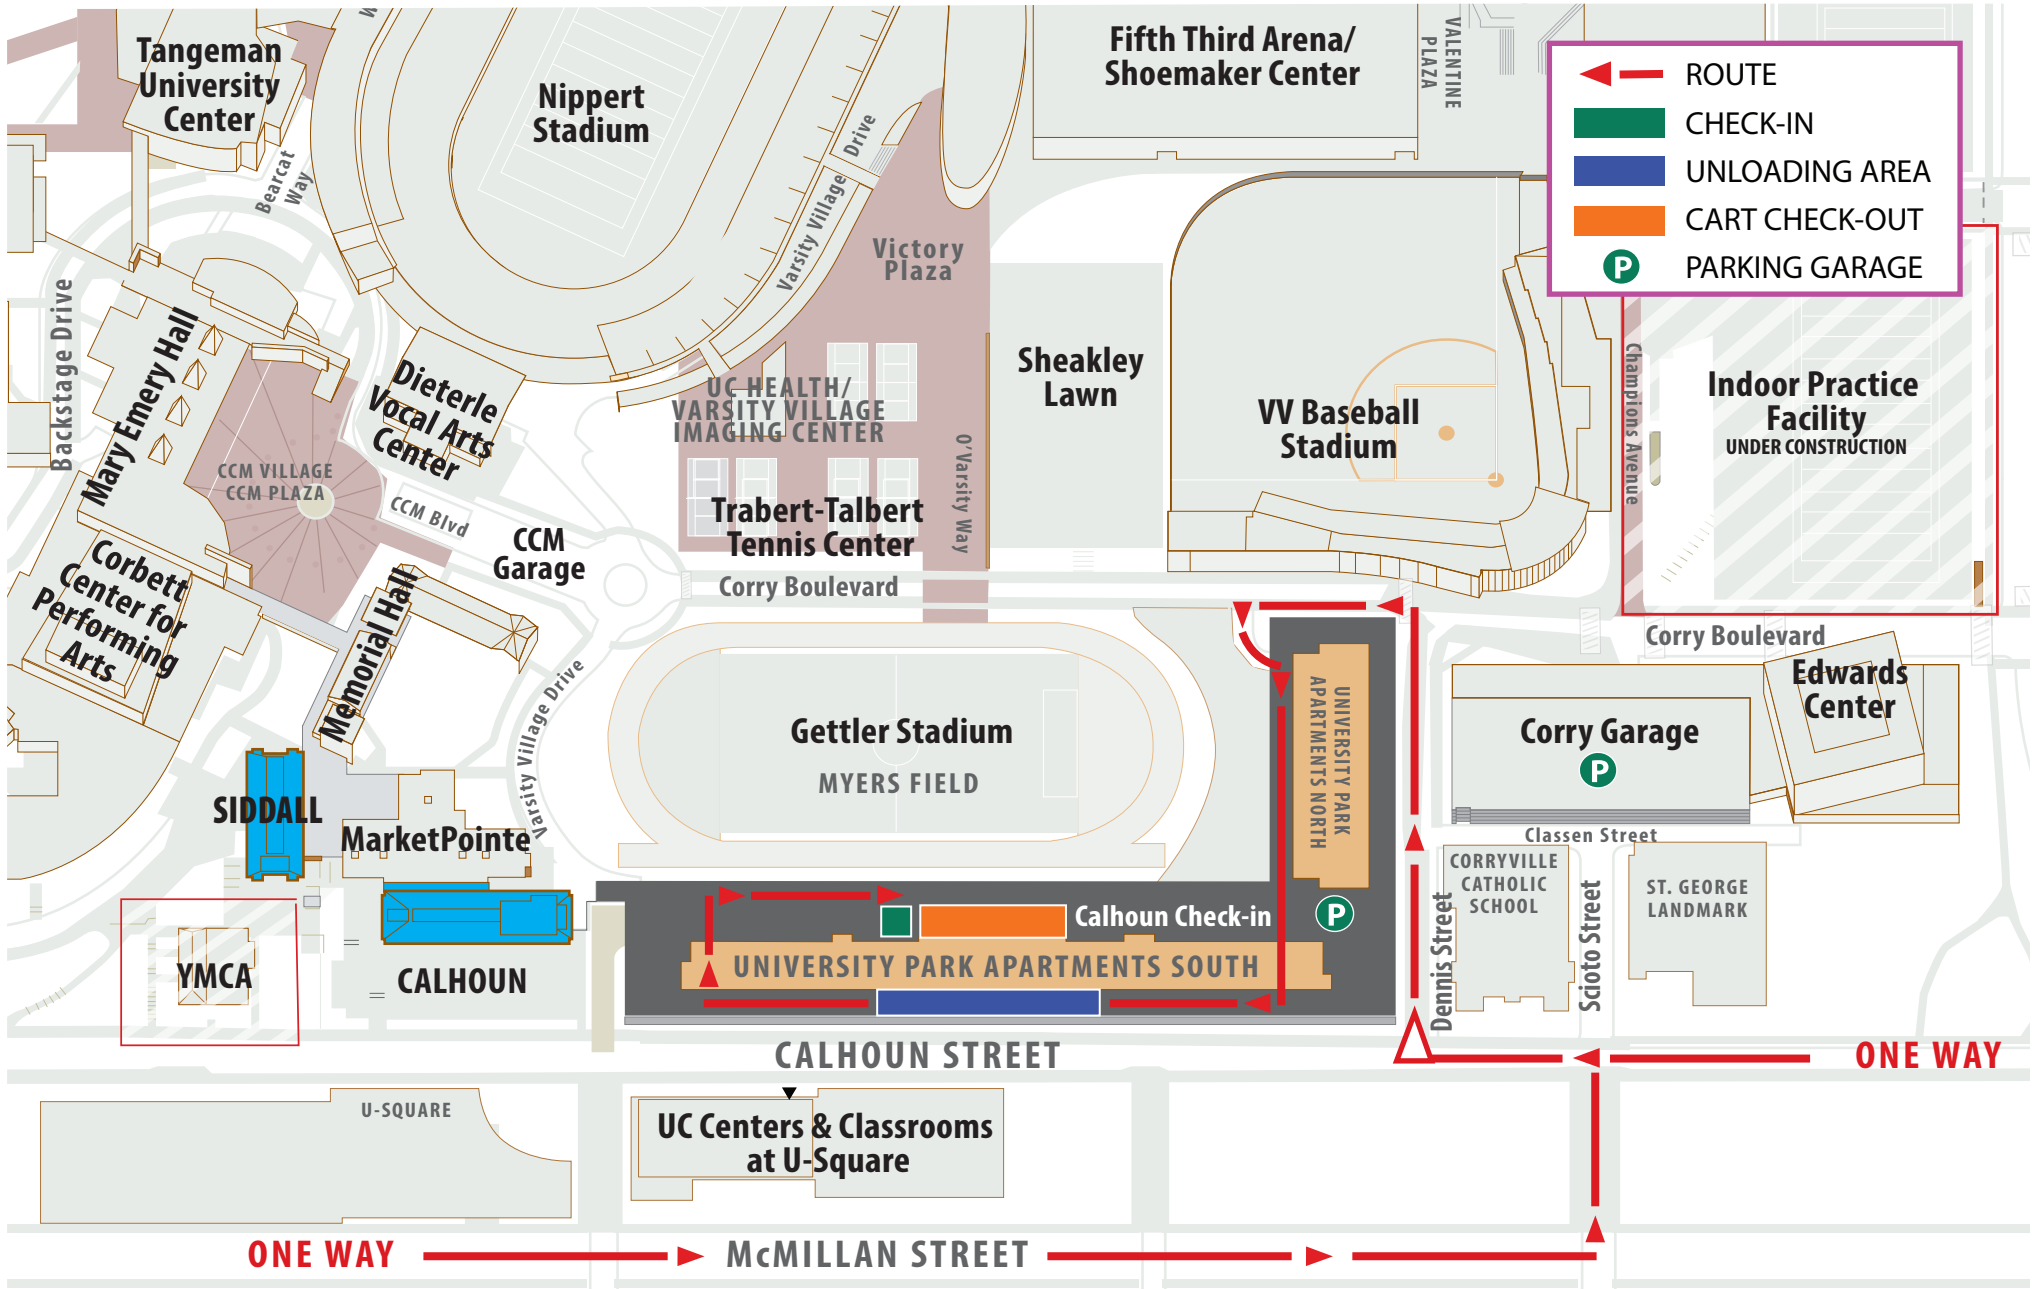 Tangeman
University
Center
Nippert
Stadium
Fifth Third Arena/
Shoemaker Center
VALENTINE
PLAZA
ROUTE
CHECK-IN
UNLOADING AREA
CART CHECK-OUT
P PARKING GARAGE
Bearcat
Way
Varsity Village Drive
Victory
Plaza
Backstage Drive
Mary Emery Hall
Dieterle
Vocal Arts
Center
CCM VILLAGE
CCM PLAZA
CCM Blvd
CCM
Garage
UC HEALTH/
VARSITY VILLAGE
IMAGING CENTER
O'Varsity Way
Trabert-Talbert
Tennis Center
Sheakley
Lawn
VV Baseball
Stadium
Champions Avenue
Indoor Practice
Facility
UNDER CONSTRUCTION
Corbett
Center for
Performing
Arts
Memorial Hall
Corry Boulevard
Corry Boulevard
Varsity Village Drive
Gettler Stadium
MYERS FIELD
UNIVERSITY PARK
APARTMENTS NORTH
Corry Garage
P
Edwards
Center
Classen Street
SIDDALL
MarketPointe
CORRYVILLE
CATHOLIC
SCHOOL
ST. GEORGE
LANDMARK
Dennis Street
Scioto Street
Calhoun Check-in
P
YMCA
CALHOUN
UNIVERSITY PARK APARTMENTS SOUTH
CALHOUN STREET
ONE WAY
U-SQUARE
UC Centers & Classrooms
at U-Square
ONE WAY
McMILLAN STREET